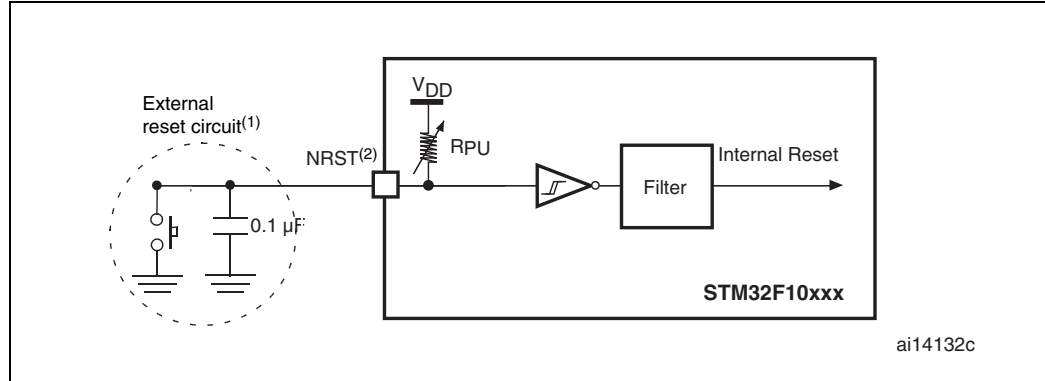 External
reset circuit(1)
VDD
NRST(2)
RPU
Internal Reset
Filter
0.1 µF
STM32F10xxx
ai14132c